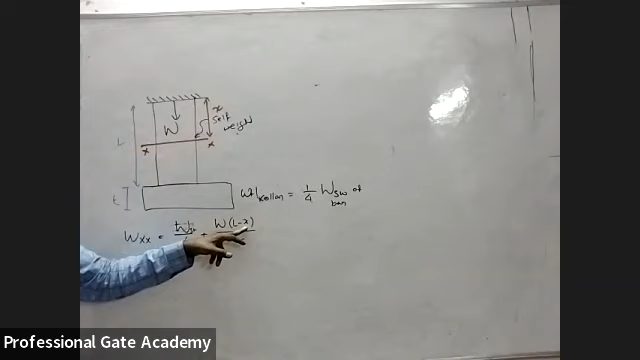 x
self
weight
W
L
x x
t
wt|collar = 1/4 Wsw of
bar
Wxx = + W(L-x)
Professional Gate Academy